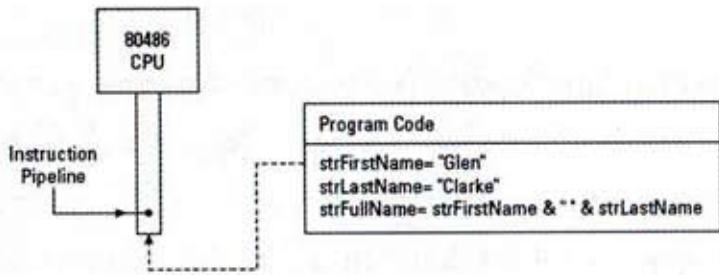 80486
CPU
Instruction
Pipeline
Program Code
strFirstName= "Glen"
strLastName= "Clarke"
strFullName= strFirstName & " " & strLastName